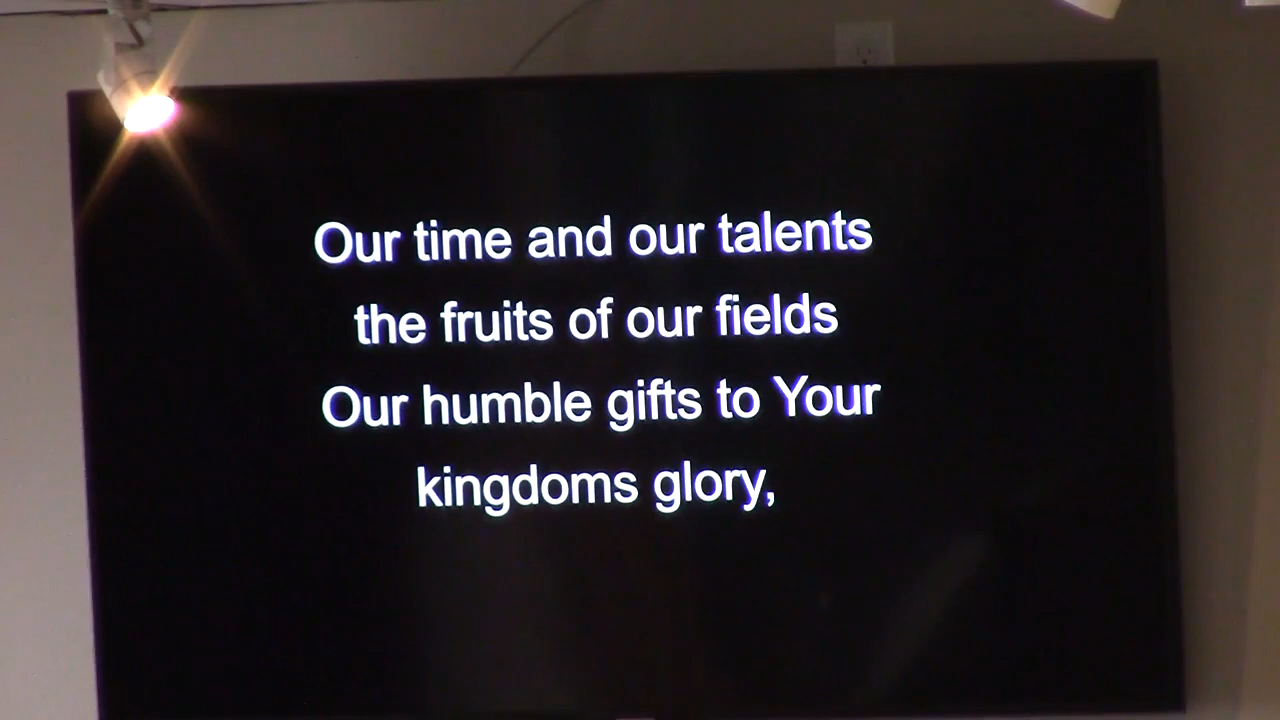 Our time and our talents
the fruits of our fields
Our humble gifts to Your
kingdoms glory,